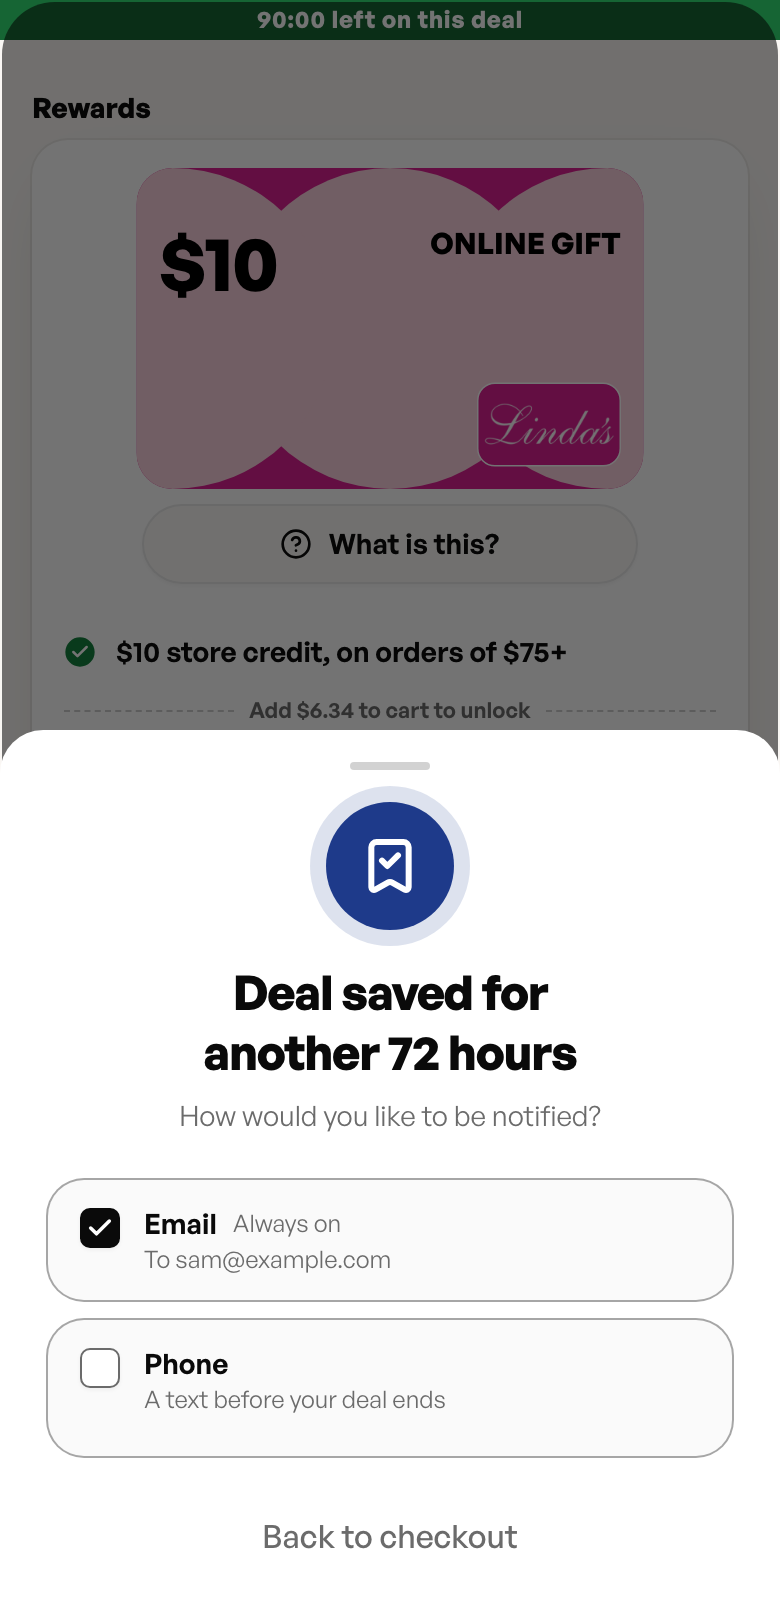 90:00 left on this deal
Rewards
$10
ONLINE GIFT
Linda's
What is this?
$10 store credit, on orders of $75+
Add $6.34 to cart to unlock
Deal saved for
another 72 hours
How would you like to be notified?
Email Always on
To sam@example.com
Phone
A text before your deal ends
Back to checkout